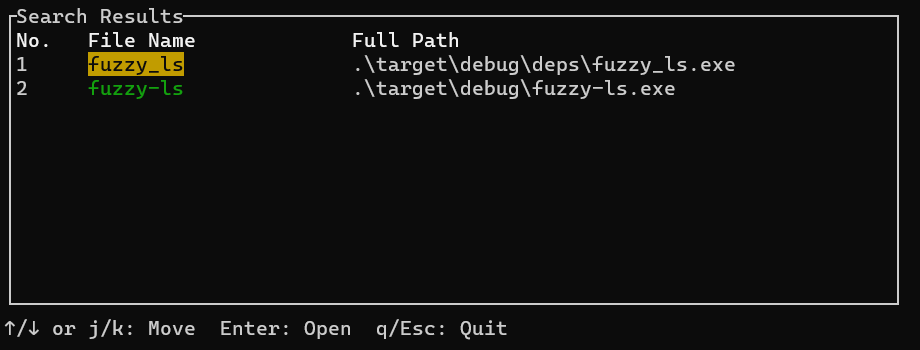 Search Results
No. File Name Full Path
1 fuzzy_ls .\target\debug\deps\fuzzy_ls.exe
2 fuzzy-ls .\target\debug\fuzzy-ls.exe
↑/↓ or j/k: Move Enter: Open q/Esc: Quit